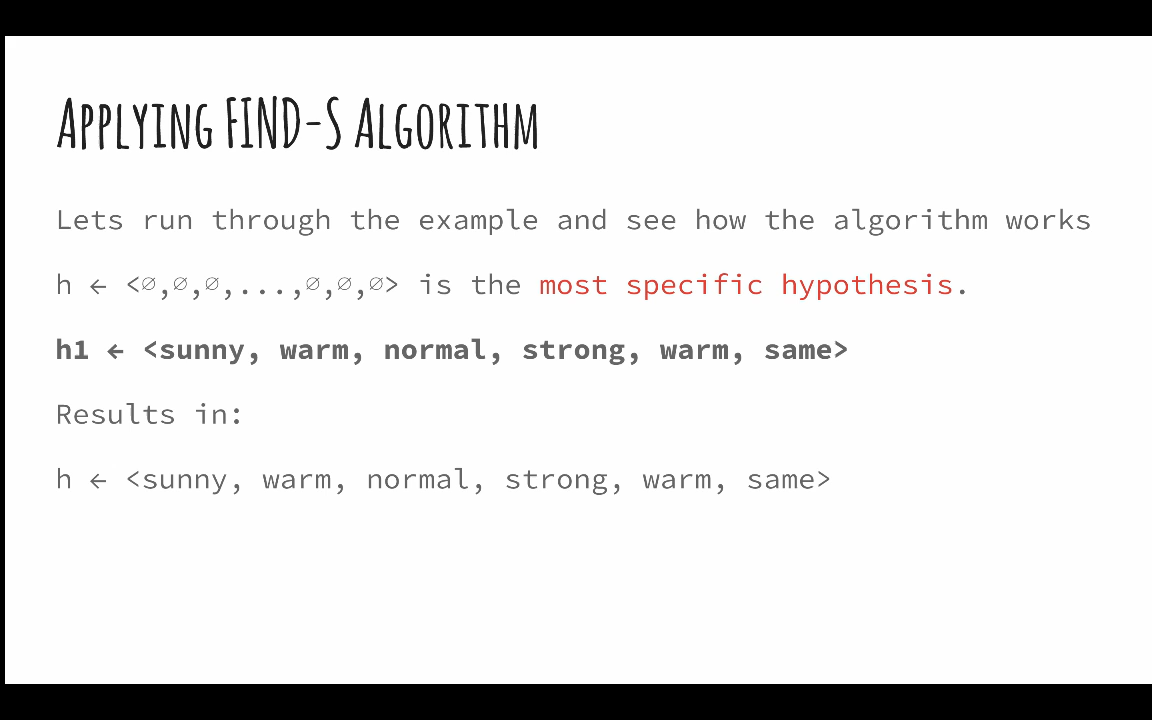 APPLYING FIND-S ALGORITHM
Lets run through the example and see how the algorithm works
h ← <∅,∅,∅,...,∅,∅,∅> is the most specific hypothesis.
h1 ← <sunny, warm, normal, strong, warm, same>
Results in:
h ← <sunny, warm, normal, strong, warm, same>